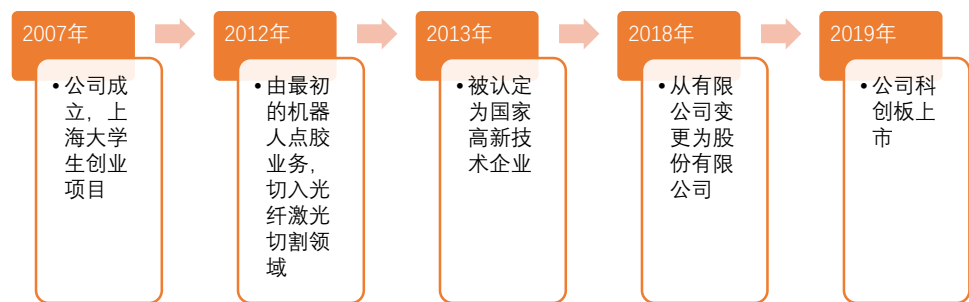 2007年
• 公司成
立，上
海大学
生创业
项目
2012年
• 由最初
的机器
人点胶
业务，
切入光
纤激光
切割领
域
2013年
• 被认定
为国家
高新技
术企业
2018年
• 从有限
公司变
更为股
份有限
公司
2019年
• 公司科
创板上
市